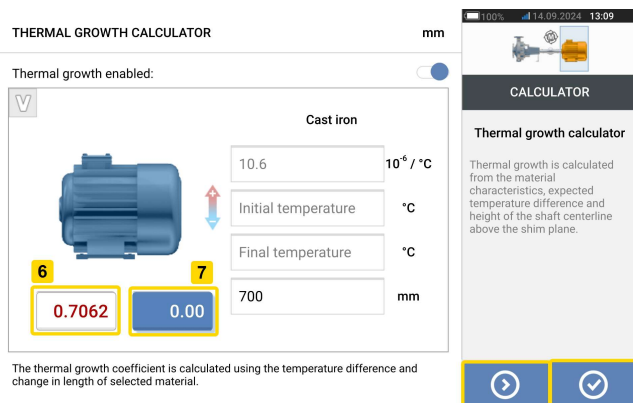 THERMAL GROWTH CALCULATOR
mm
Thermal growth enabled:
V
Cast iron
10.6
10⁻⁶ / °C
Initial temperature
°C
Final temperature
°C
6
7
0.7062
0.00
700
mm
The thermal growth coefficient is calculated using the temperature difference and
change in length of selected material.
100% 14.09.2024 13:09
CALCULATOR
Thermal growth calculator
Thermal growth is calculated
from the material
characteristics, expected
temperature difference and
height of the shaft centerline
above the shim plane.